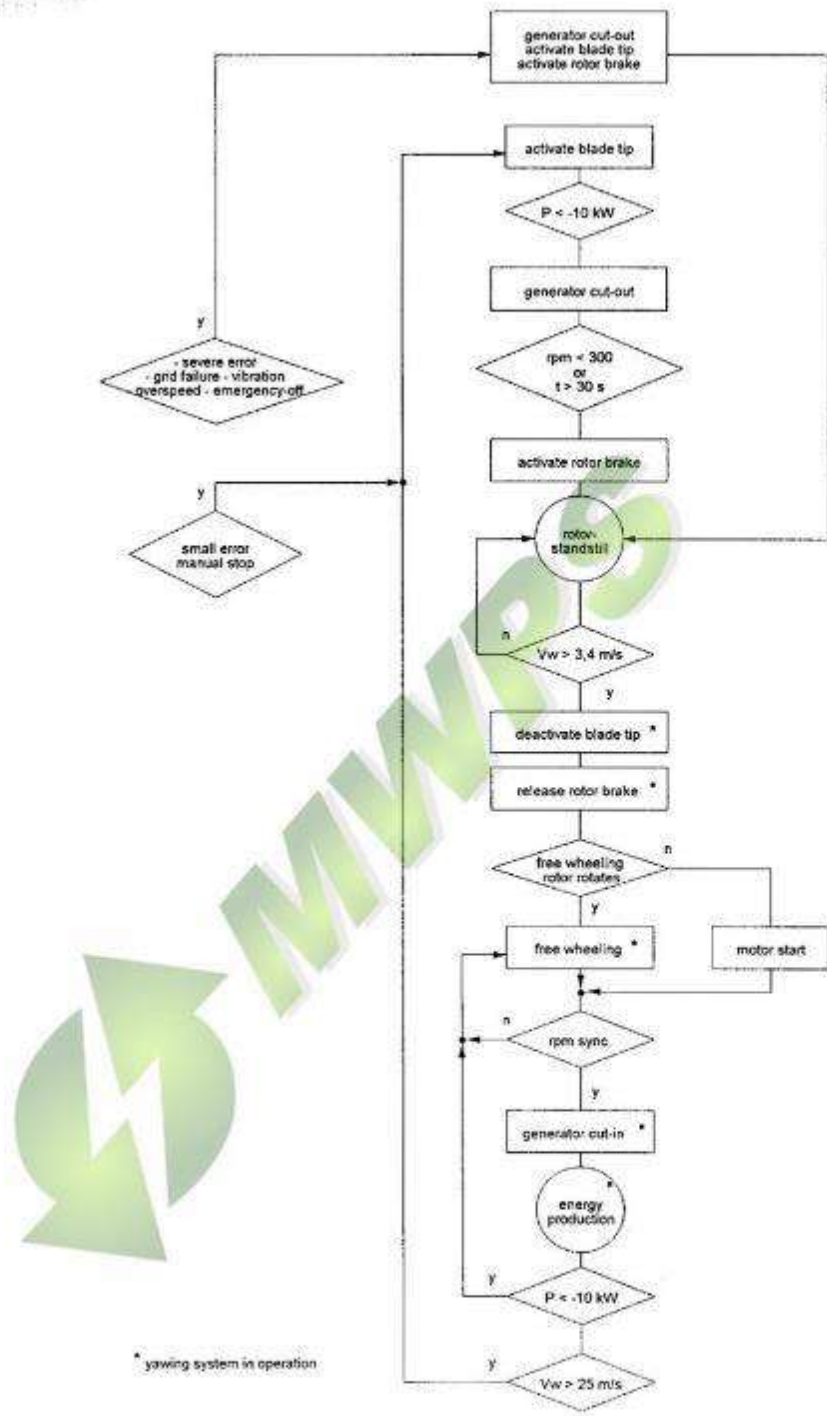 generator cut-out
activate blade tip
activate rotor brake
activate blade tip
P < -10 kW
generator cut-out
y
- severe error
- grid failure - vibration
overspeed - emergency-off
rpm < 300
or
t > 30 s
activate rotor brake
y
small error
manual stop
rotor-
standstill
n
Vw > 3,4 m/s
y
deactivate blade tip *
release rotor brake *
n
free wheeling
rotor rotates
y
free wheeling *
motor start
n
rpm sync
y
generator cut-in *
*
energy
production
y
P < -10 kW
* yawing system in operation
y
Vw > 25 m/s
MWPS